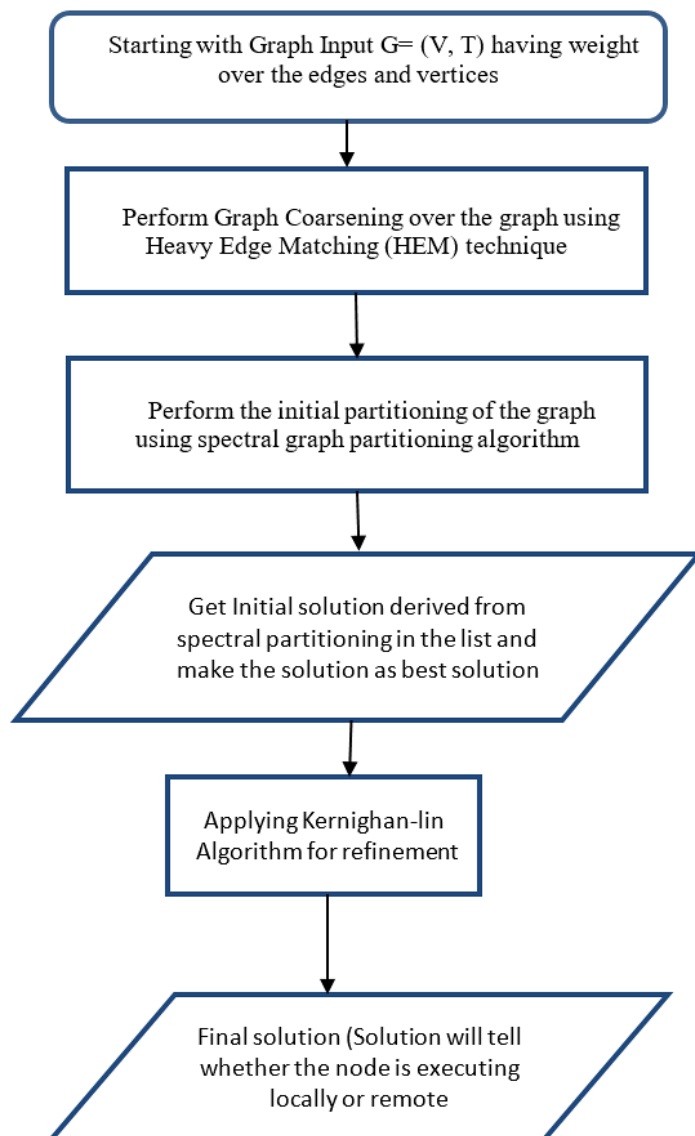 Starting with Graph Input G= (V, T) having weight
over the edges and vertices
Perform Graph Coarsening over the graph using
Heavy Edge Matching (HEM) technique
Perform the initial partitioning of the graph
using spectral graph partitioning algorithm
Get Initial solution derived from
spectral partitioning in the list and
make the solution as best solution
Applying Kernighan-lin
Algorithm for refinement
Final solution (Solution will tell
whether the node is executing
locally or remote